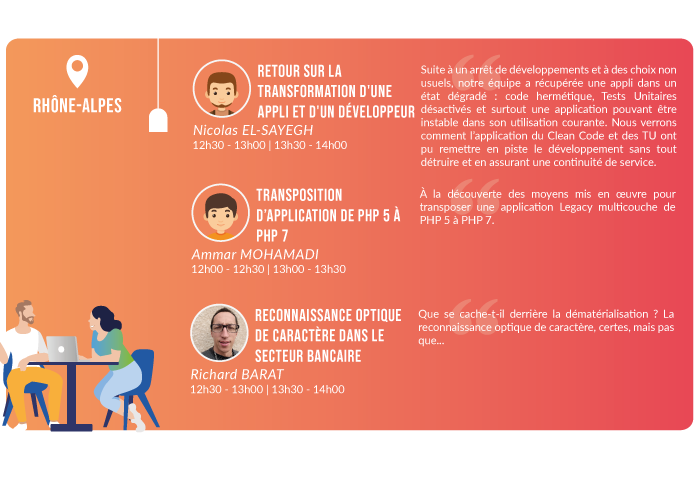 RHÔNE-ALPES
RETOUR SUR LA
TRANSFORMATION D'UNE
APPLI ET D'UN DÉVELOPPEUR
Nicolas EL-SAYEGH
12h30 - 13h00 | 13h30 - 14h00
Suite à un arrêt de développements et à des choix non
usuels, notre équipe a récupérée une appli dans un
état dégradé : code hermétique, Tests Unitaires
désactivés et surtout une application pouvant être
instable dans son utilisation courante. Nous verrons
comment l'application du Clean Code et des TU ont
pu remettre en piste le développement sans tout
détruire et en assurant une continuité de service.
TRANSPOSITION
D'APPLICATION DE PHP 5 À
PHP 7
Ammar MOHAMADI
12h00 - 12h30 | 13h00 - 13h30
À la découverte des moyens mis en œuvre pour
transposer une application Legacy multicouche de
PHP 5 à PHP 7.
RECONNAISSANCE OPTIQUE
DE CARACTÈRE DANS LE
SECTEUR BANCAIRE
Richard BARAT
12h30 - 13h00 | 13h30 - 14h00
Que se cache-t-il derrière la dématérialisation ? La
reconnaissance optique de caractère, certes, mais pas
que...